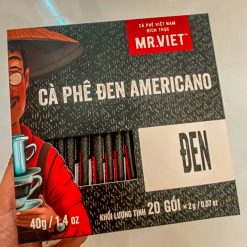 CÀ PHÊ VIỆT NAM
ĐÍCH THỰC
MR.VIET
CÀ PHÊ ĐEN AMERICANO
ĐEN
40g / 1.4 oz
KHỐI LƯỢNG TỊNH 20 GÓI × 2g / 0.07 oz